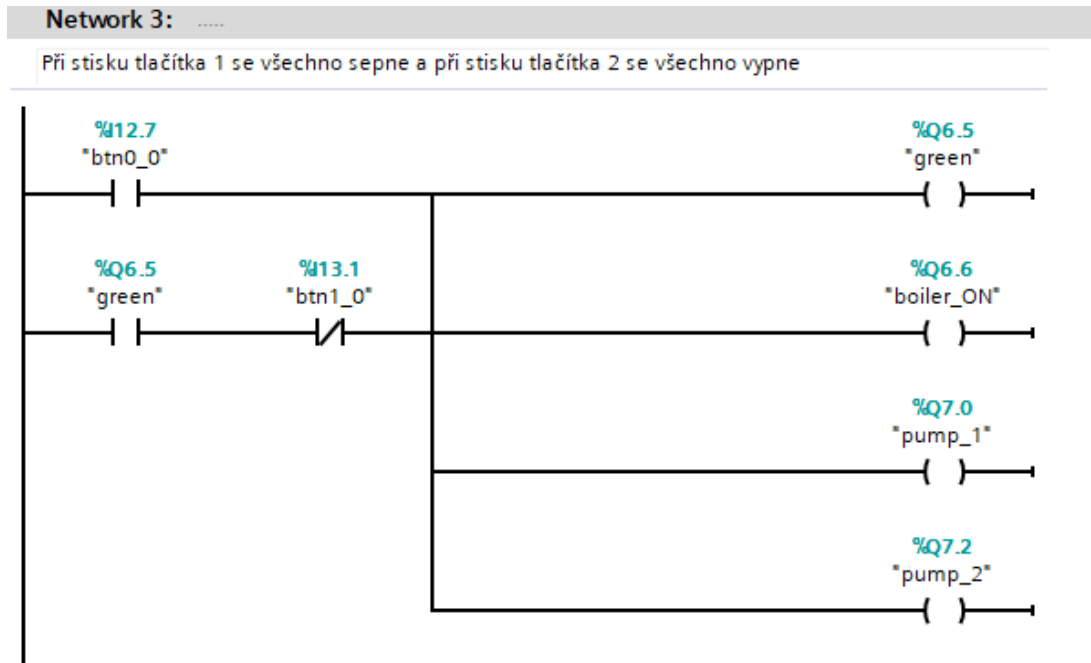 Network 3: .....
Při stisku tlačítka 1 se všechno sepne a při stisku tlačítka 2 se všechno vypne
%I12.7 %Q6.5
"btn0_0" "green"
%Q6.5 %I13.1 %Q6.6
"green" "btn1_0" "boiler_ON"
%Q7.0
"pump_1"
%Q7.2
"pump_2"